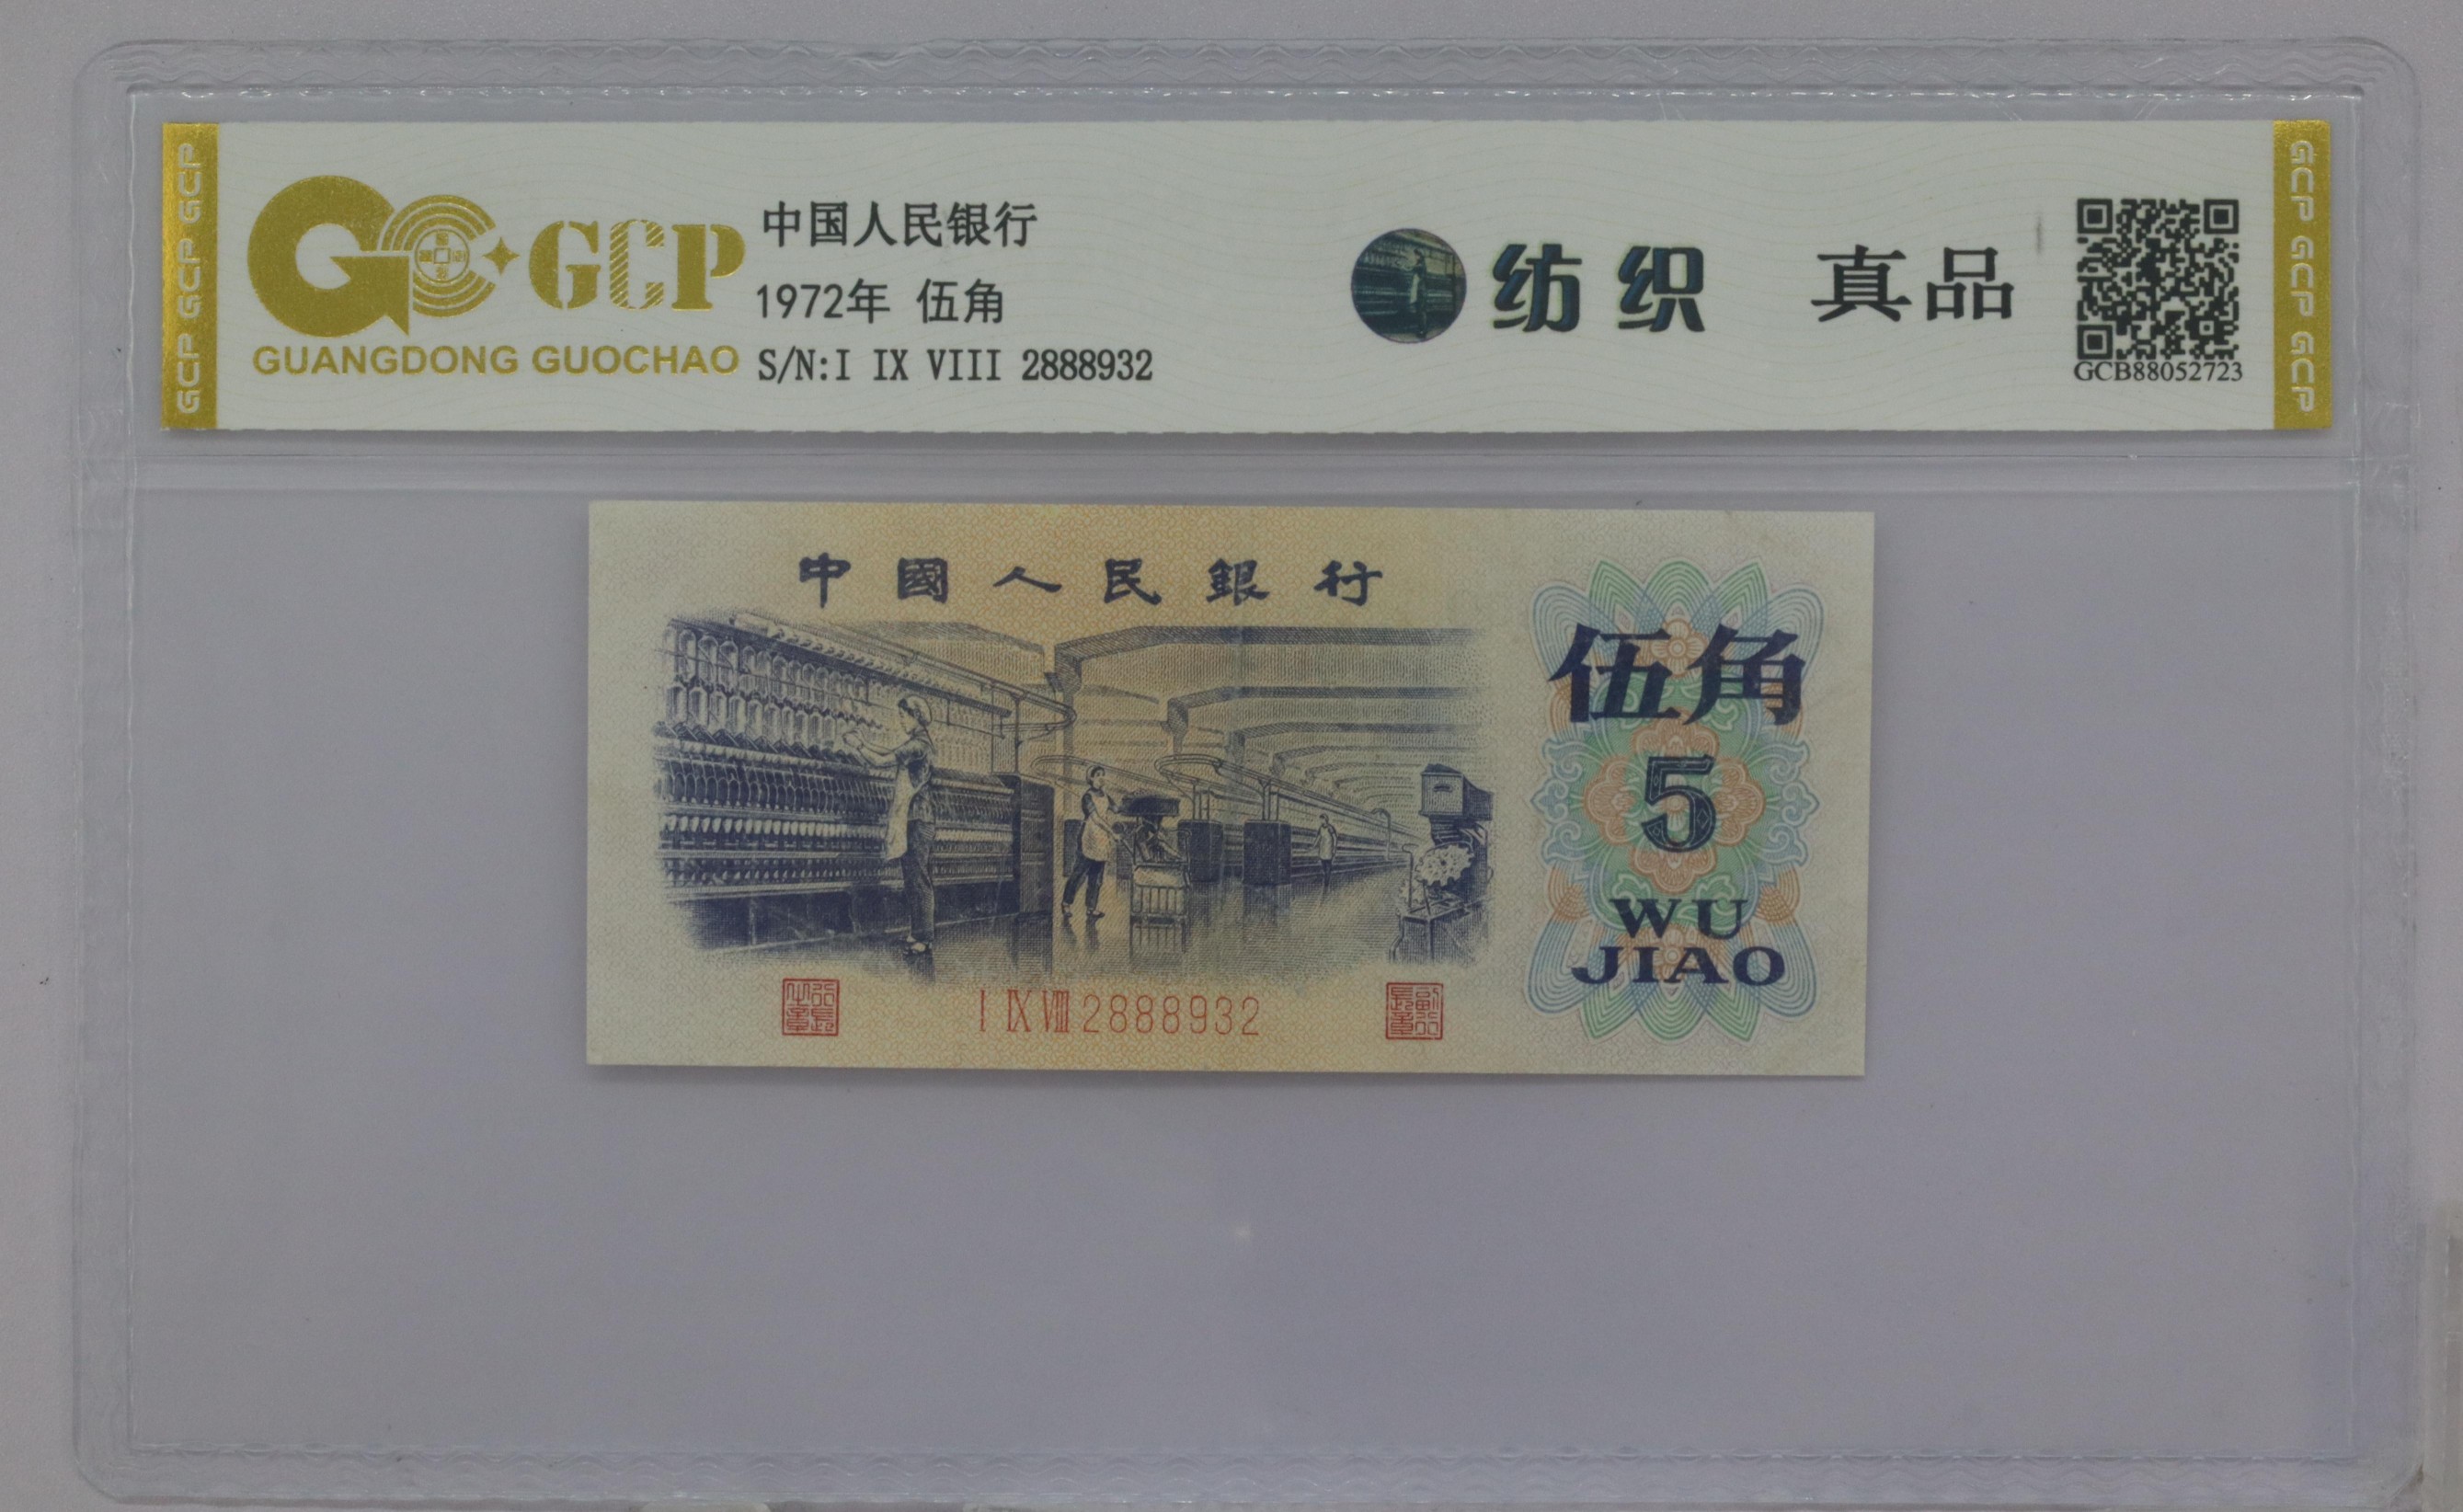 GCP GCP GCP
GCP
GUANGDONG GUOCHAO
中国人民银行
1972年 伍角
S/N:I IX VIII 2888932
纺织 真品
GCB88052723
GCP GCP GCP
中國人民銀行
伍角
5
WU
JIAO
I IX VIII 2888932